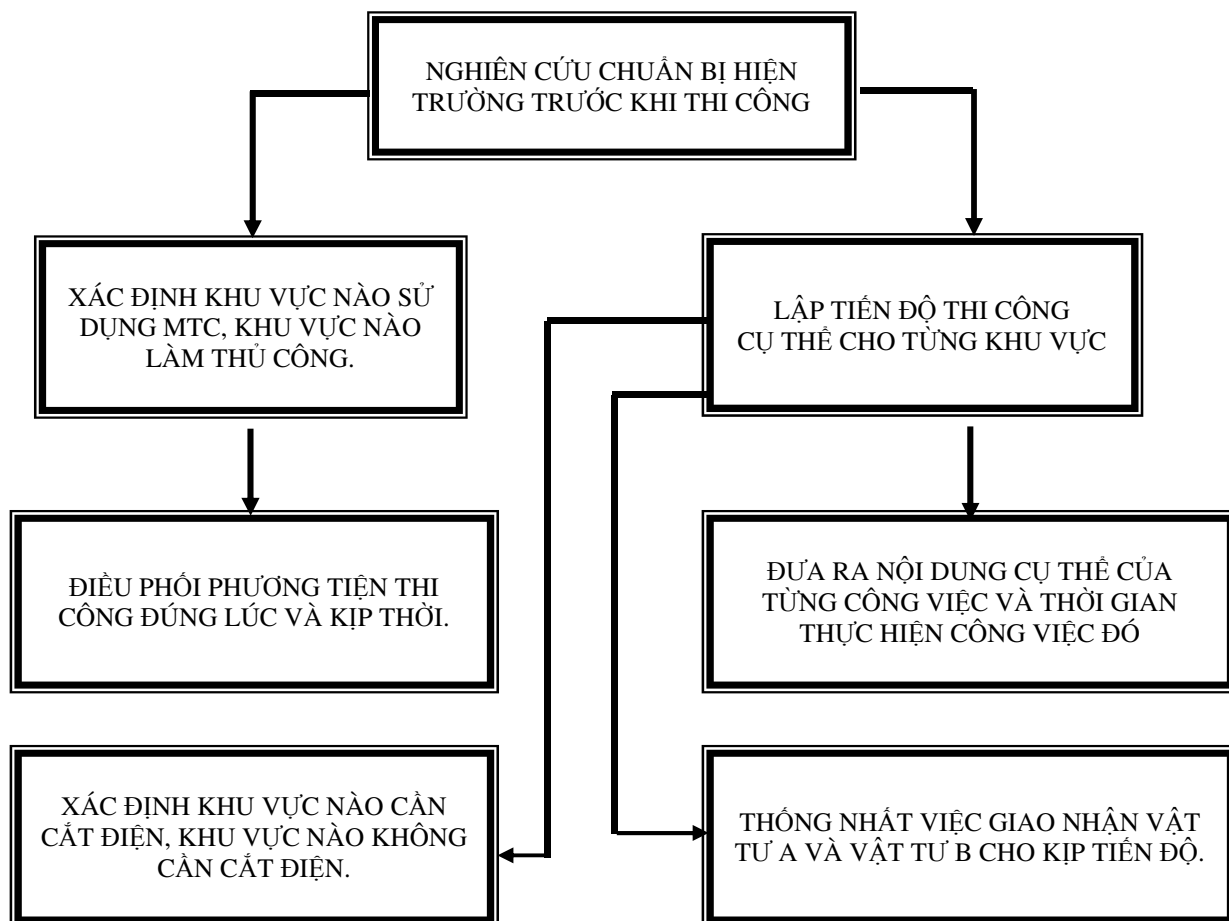 NGHIÊN CỨU CHUẨN BỊ HIỆN
TRƯỜNG TRƯỚC KHI THI CÔNG
XÁC ĐỊNH KHU VỰC NÀO SỬ
DỤNG MTC, KHU VỰC NÀO
LÀM THỦ CÔNG.
LẬP TIẾN ĐỘ THI CÔNG
CỤ THỂ CHO TỪNG KHU VỰC
ĐIỀU PHỐI PHƯƠNG TIỆN THI
CÔNG ĐÚNG LÚC VÀ KỊP THỜI.
ĐƯA RA NỘI DUNG CỤ THỂ CỦA
TỪNG CÔNG VIỆC VÀ THỜI GIAN
THỰC HIỆN CÔNG VIỆC ĐÓ
XÁC ĐỊNH KHU VỰC NÀO CẦN
CẮT ĐIỆN, KHU VỰC NÀO KHÔNG
CẦN CẮT ĐIỆN.
THỐNG NHẤT VIỆC GIAO NHẬN VẬT
TƯ A VÀ VẬT TƯ B CHO KỊP TIẾN ĐỘ.